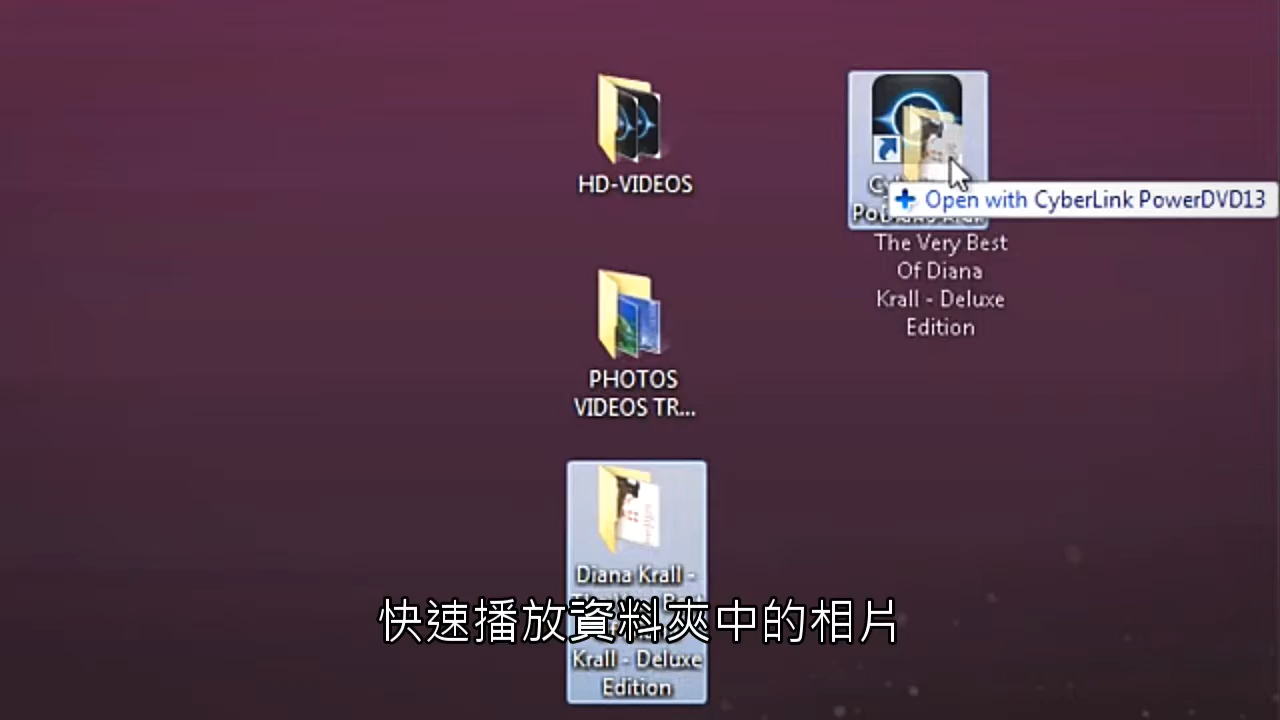 HD-VIDEOS
Open with CyberLink PowerDVD13
The Very Best
Of Diana
Krall - Deluxe
Edition
PHOTOS
VIDEOS TR...
Diana Krall -
快速播放資料夾中的相片
Krall - Deluxe
Edition